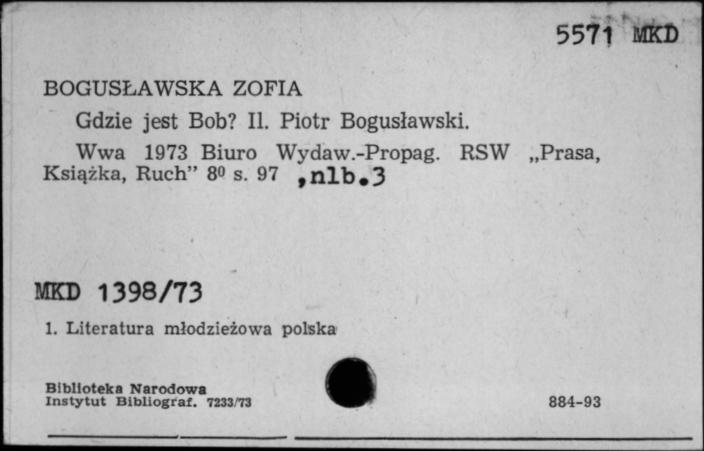 5571 MKD
BOGUSŁAWSKA ZOFIA
Gdzie jest Bob? Il. Piotr Bogusławski.
Wwa 1973 Biuro Wydaw.-Propag. RSW „Prasa,
Książka, Ruch” 8⁰ s. 97 ,nlb.3
MKD 1398/73
1. Literatura młodzieżowa polska
Biblioteka Narodowa
Instytut Bibliograf. 7233/73
884-93